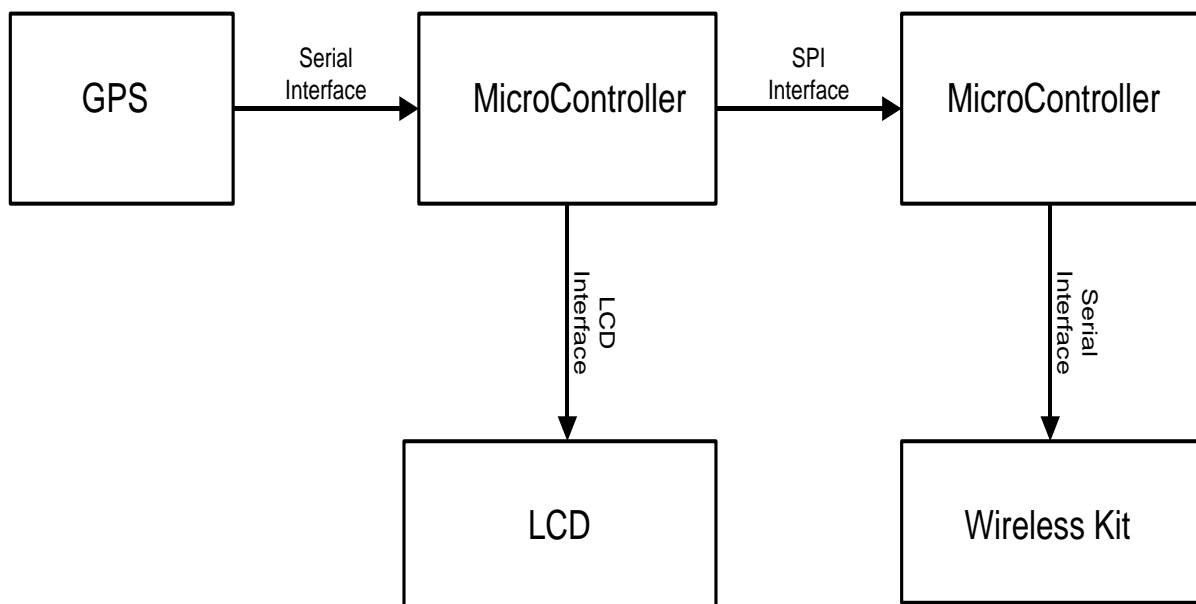 GPS
Serial
Interface
MicroController
SPI
Interface
MicroController
LCD
Interface
Serial
Interface
LCD
Wireless Kit